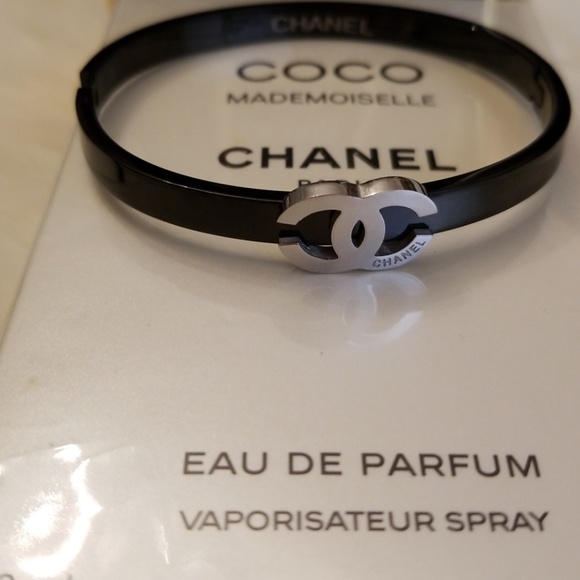 CHANEL
COCO
MADEMOISELLE
CHANEL
CHANEL
EAU DE PARFUM
VAPORISATEUR SPRAY